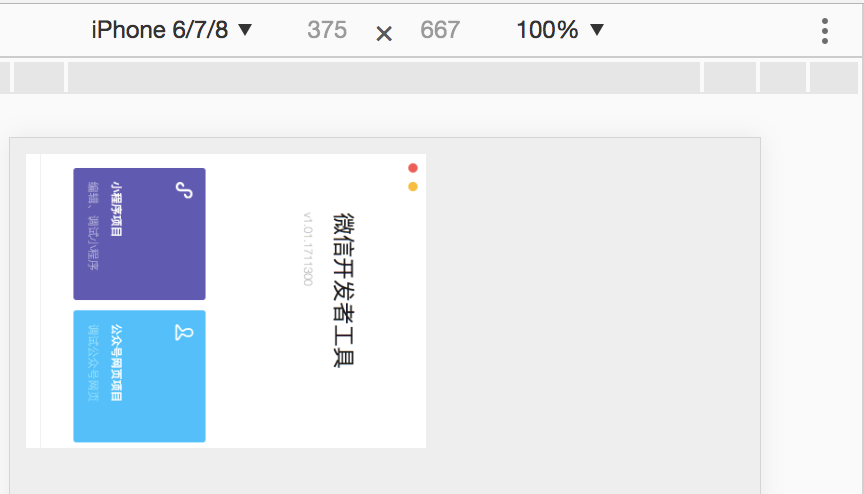 iPhone 6/7/8 ▼ 375 × 667 100% ▼
微信开发者工具
v1.01.1711300
小程序项目
编辑、调试小程序
公众号网页项目
调试公众号网页